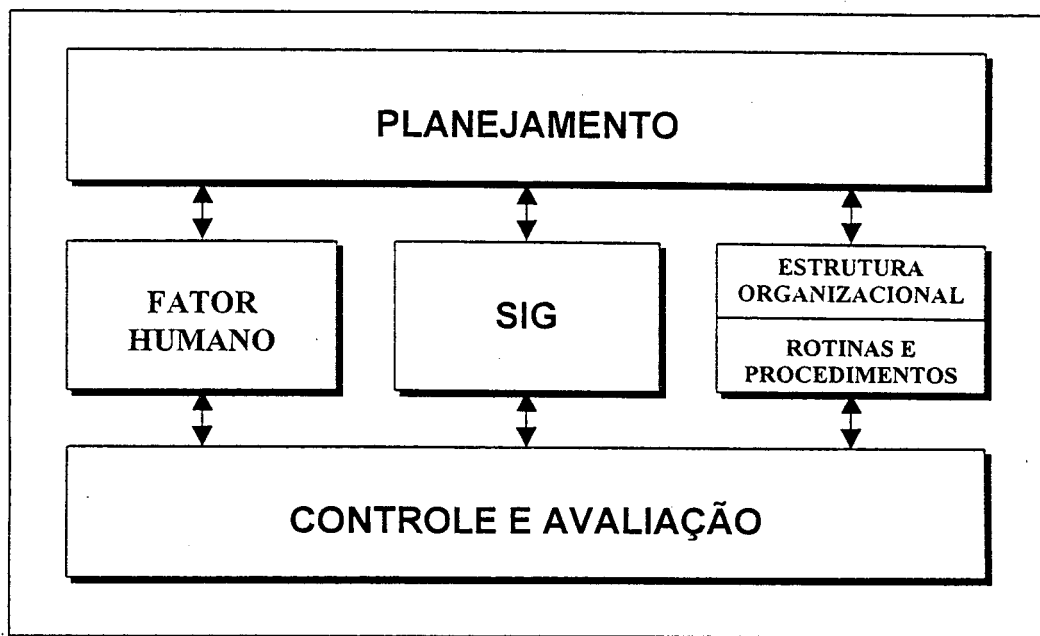 PLANEJAMENTO
FATOR
HUMANO
SIG
ESTRUTURA
ORGANIZACIONAL
ROTINAS E
PROCEDIMENTOS
CONTROLE E AVALIAÇÃO